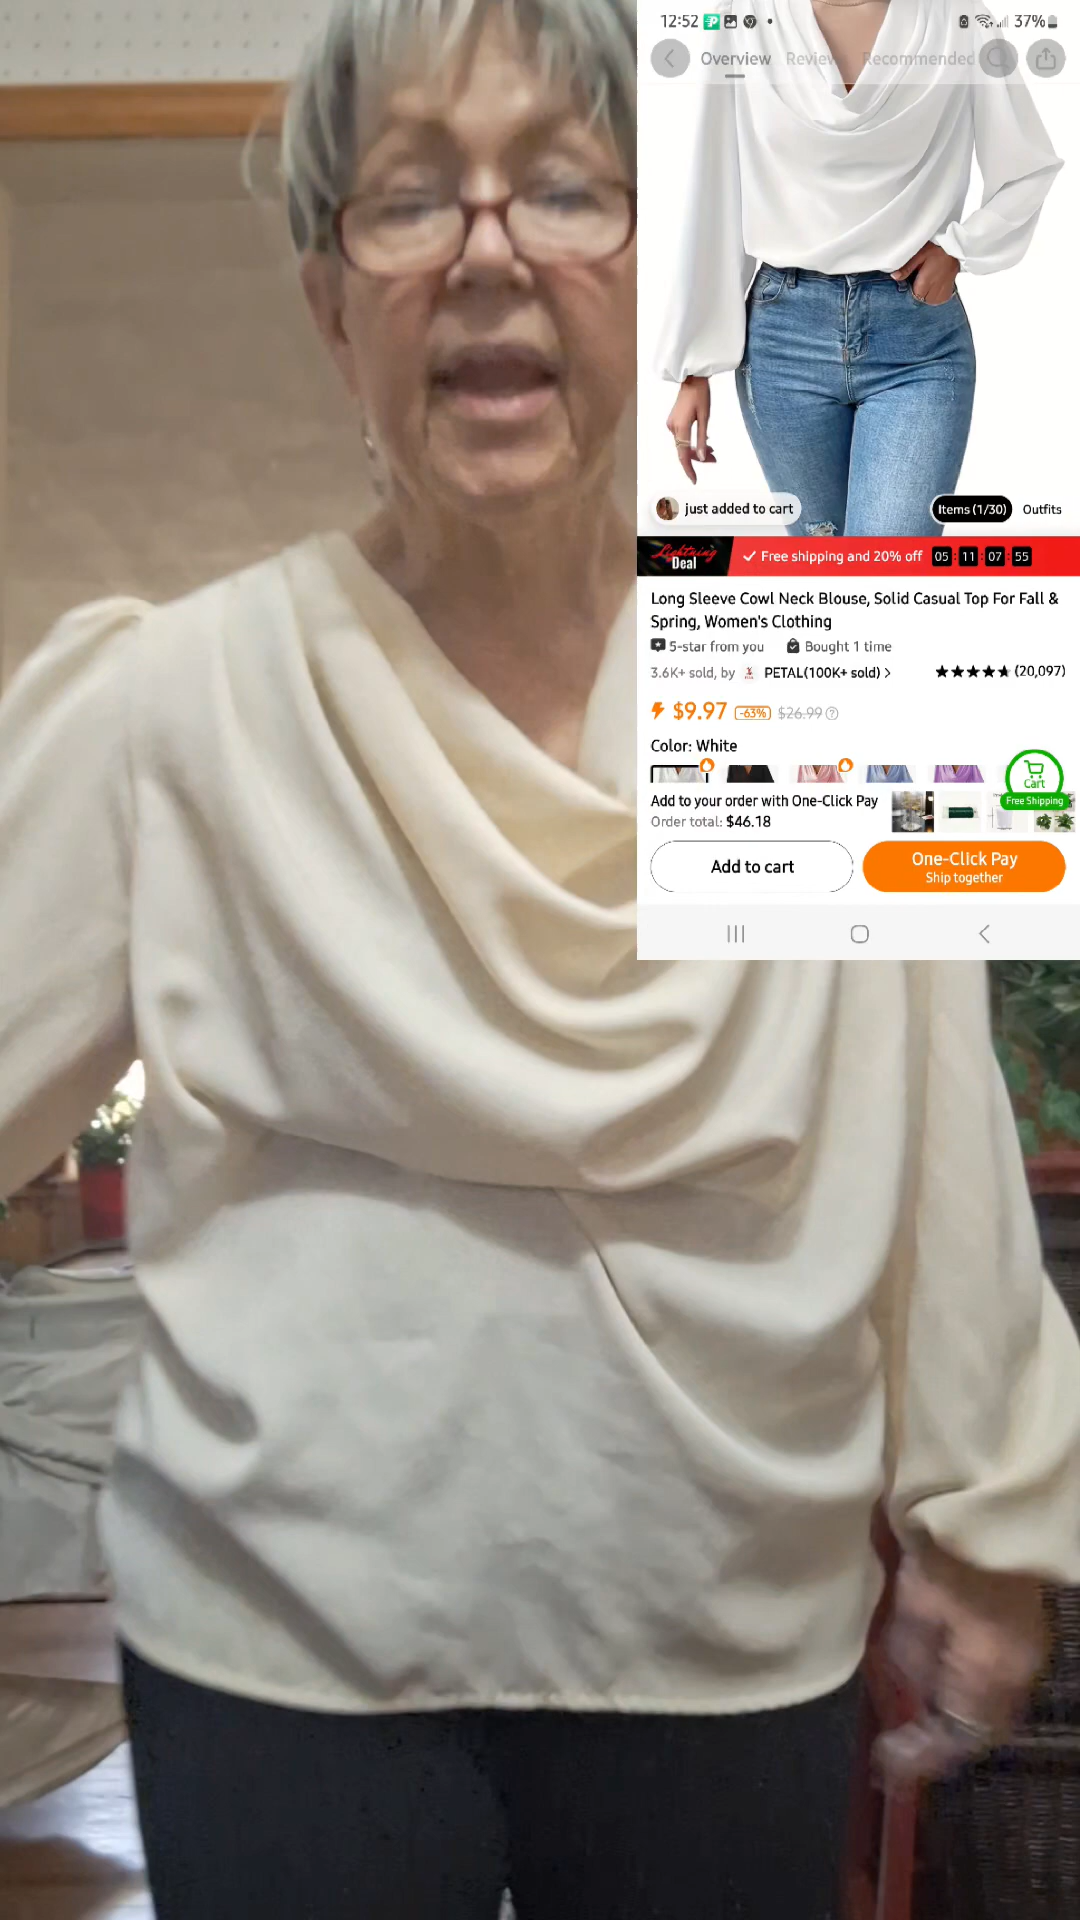 12:52
37%
Overview Review Recommended
just added to cart
Items (1/30) Outfits
Lightning Deal
Free shipping and 20% off 05:11:07:55
Long Sleeve Cowl Neck Blouse, Solid Casual Top For Fall &
Spring, Women's Clothing
5-star from you Bought 1 time
3.6K+ sold, by PETAL(100K+ sold) > (20,097)
$9.97 -63% $26.99
Color: White
Cart
Free Shipping
Add to your order with One-Click Pay
Order total: $46.18
Add to cart
One-Click Pay
Ship together